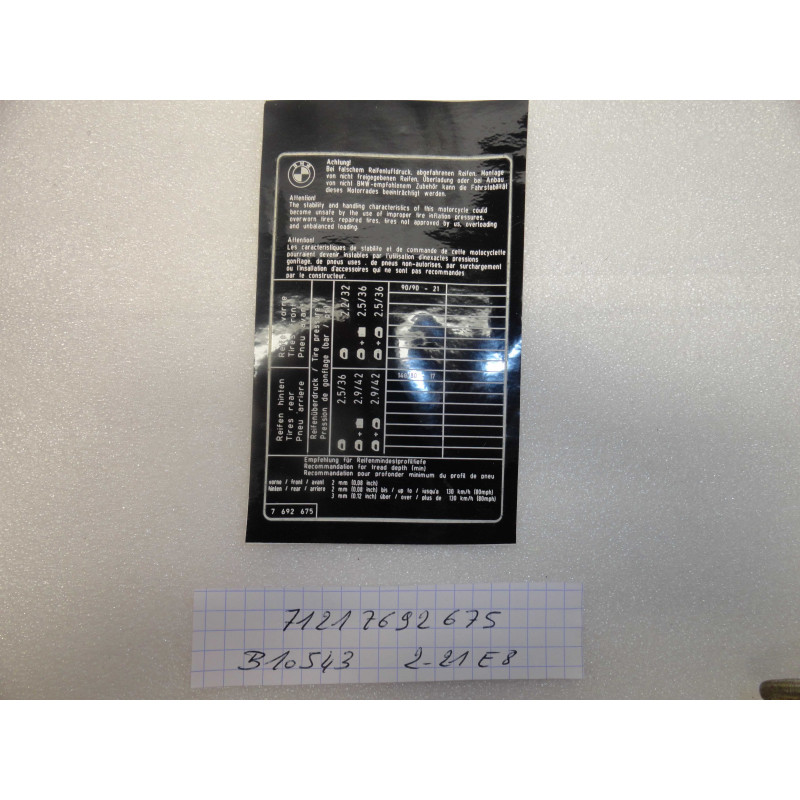 BMW
Achtung!
Bei falschem Reifenluftdruck, abgefahrenen Reifen, Montage
von nicht freigegebenen Reifen, Überladung oder bei Anbau
von nicht BMW-empfohlenem Zubehör kann die Fahrstabilität
dieses Motorrades beeinträchtigt werden.
Attention!
The stability and handling characteristics of this motorcycle could
become unsafe by the use of improper tire inflation pressures,
overworn tires, repaired tires, tires not approved by us, overloading
and unbalanced loading.
Attention!
Les caractéristiques de stabilité et de commande de cette motocyclette
pourraient devenir instables par l'utilisation d'inexactes pressions
gonflage, de pneus uses, de pneus non-autorises, par surchargement
ou l'installation d'accessoires qui ne sont pas recommandes
par le constructeur.
Reifen vorne
Tires front
Pneu avant
Reifenüberdruck / Tire pressure /
Pression de gonflage (bar / psi)
2.2/32
2.5/36
+
2.5/36
+
90/90 - 21
Reifen hinten
Tires rear
Pneu arriere
2.5/36
2.9/42
+
2.9/42
+
17
Empfehlung für Reifenmindestprofiltiefe
Recommandation for tread depth (min)
Recommandation pour profonder minimum du profil de pneu
vorne / front / avant 2 mm (0.08 inch)
hinten / rear / arriere 2 mm (0.08 inch) bis / up to / jusqu'a 130 km/h (80mph)
3 mm (0.12 inch) über / over / plus de 130 km/h (80mph)
7 692 675
71217692675
B10543 2-21 E8